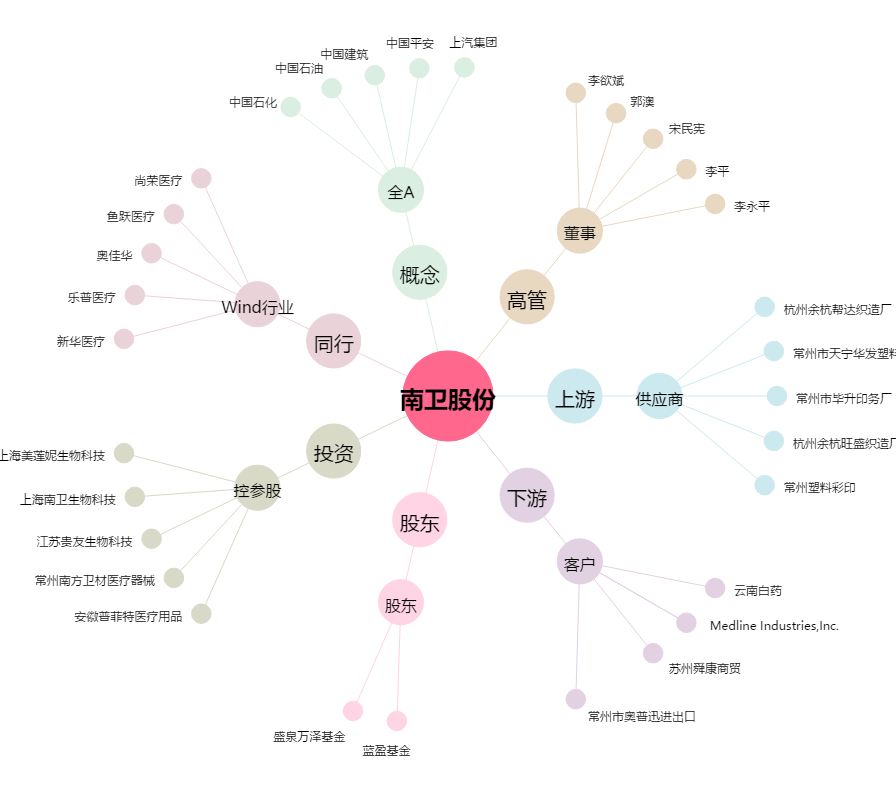 上汽集团
中国平安
中国建筑
中国石油
中国石化
全A
概念
李欲斌
郭澳
宋民宪
李平
李永平
董事
高管
尚荣医疗
鱼跃医疗
奥佳华
乐普医疗
新华医疗
Wind行业
同行
南卫股份
杭州余杭帮达织造厂
常州市天宁华发塑料
常州市毕升印务厂
杭州余杭旺盛织造厂
常州塑料彩印
供应商
上游
投资
控参股
上海美莲妮生物科技
上海南卫生物科技
江苏贵友生物科技
常州南方卫材医疗器械
安徽普菲特医疗用品
股东
股东
盛泉万泽基金
蓝盈基金
下游
客户
云南白药
Medline Industries,Inc.
苏州舜康商贸
常州市奥普迅进出口